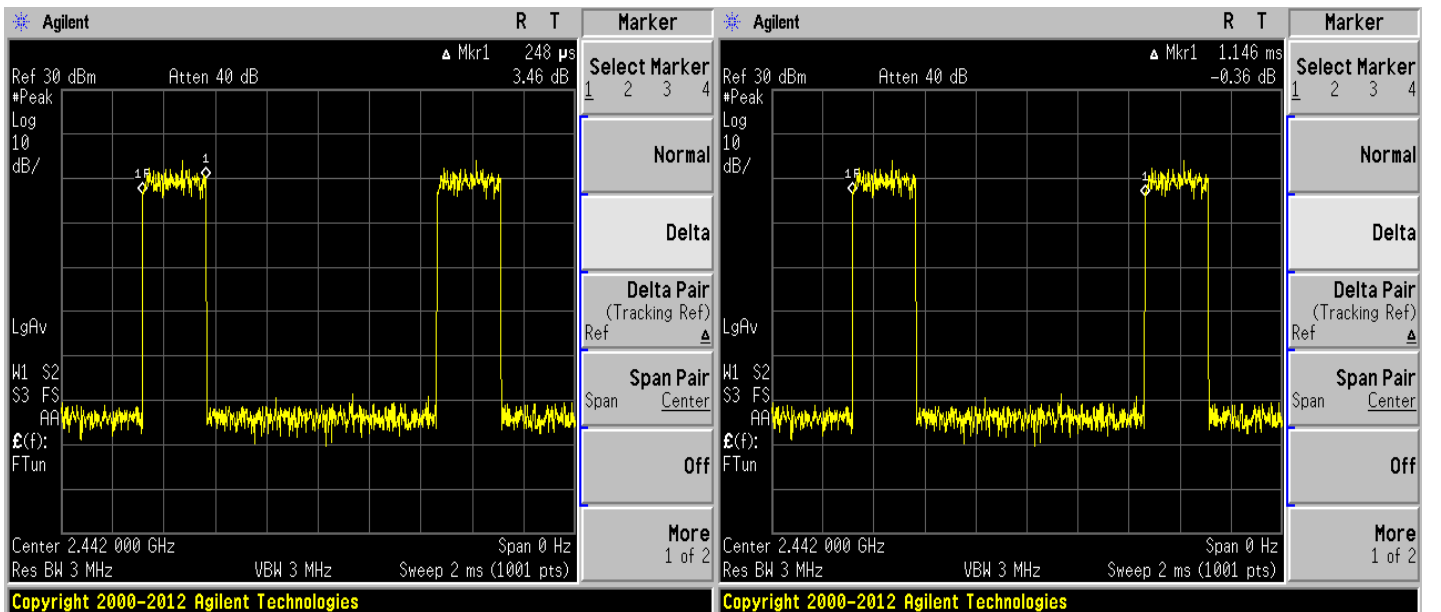 Agilent R T Marker
Δ Mkr1 248 µs
Ref 30 dBm Atten 40 dB 3.46 dB
#Peak
Log
10
dB/
1R
1
LgAv
W1 S2
S3 FS
AA
£(f):
FTun
Center 2.442 000 GHz Span 0 Hz
Res BW 3 MHz VBW 3 MHz Sweep 2 ms (1001 pts)
Copyright 2000-2012 Agilent Technologies
Select Marker
1 2 3 4
Normal
Delta
Delta Pair
(Tracking Ref)
Ref Δ
Span Pair
Span Center
Off
More
1 of 2
Agilent R T Marker
Δ Mkr1 1.146 ms
Ref 30 dBm Atten 40 dB -0.36 dB
#Peak
Log
10
dB/
1R
1
LgAv
W1 S2
S3 FS
AA
£(f):
FTun
Center 2.442 000 GHz Span 0 Hz
Res BW 3 MHz VBW 3 MHz Sweep 2 ms (1001 pts)
Copyright 2000-2012 Agilent Technologies
Select Marker
1 2 3 4
Normal
Delta
Delta Pair
(Tracking Ref)
Ref Δ
Span Pair
Span Center
Off
More
1 of 2